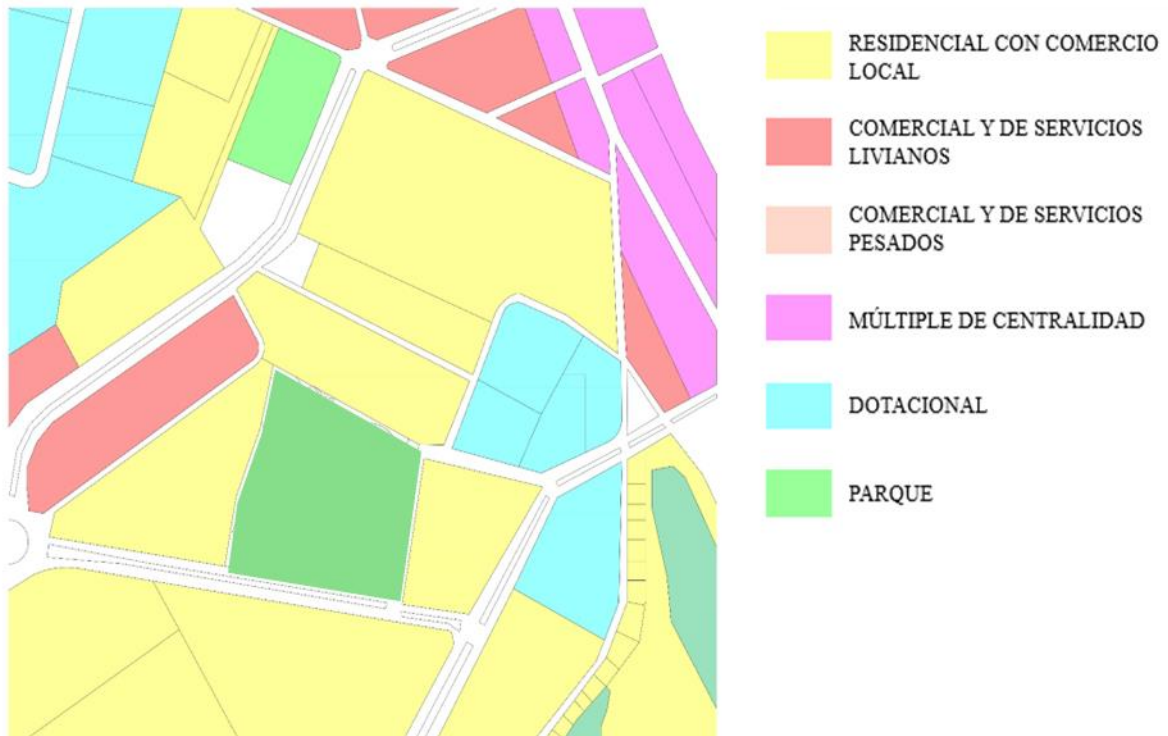 RESIDENCIAL CON COMERCIO
LOCAL
COMERCIAL Y DE SERVICIOS
LIVIANOS
COMERCIAL Y DE SERVICIOS
PESADOS
MÚLTIPLE DE CENTRALIDAD
DOTACIONAL
PARQUE